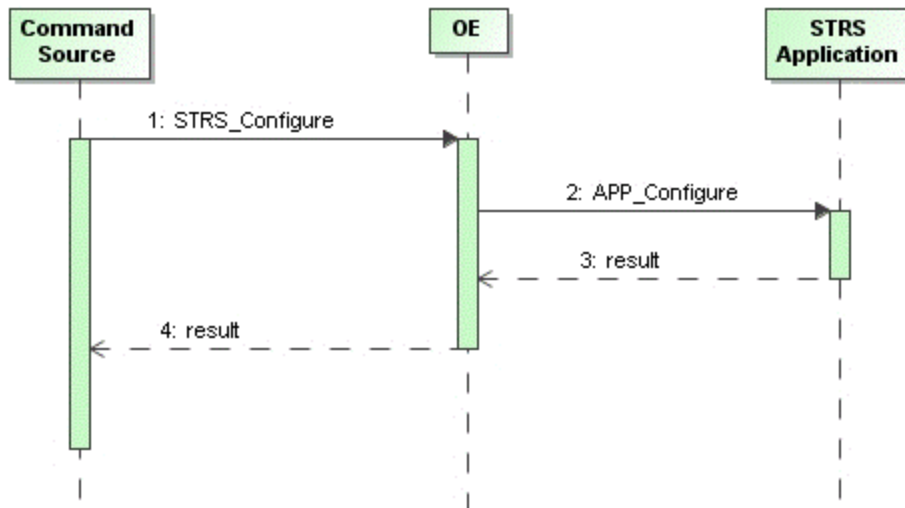 Command
Source
OE
STRS
Application
1: STRS_Configure
2: APP_Configure
3: result
4: result